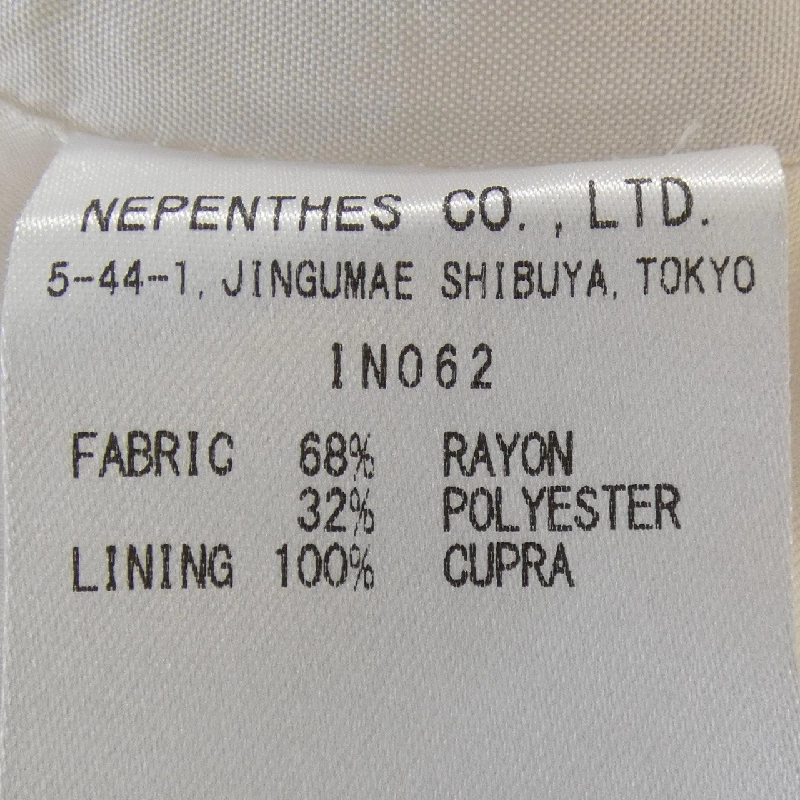 NEPENTHES CO.,LTD.
5-44-1, JINGUMAE SHIBUYA, TOKYO
IN062
FABRIC 68% RAYON
32% POLYESTER
LINING 100% CUPRA